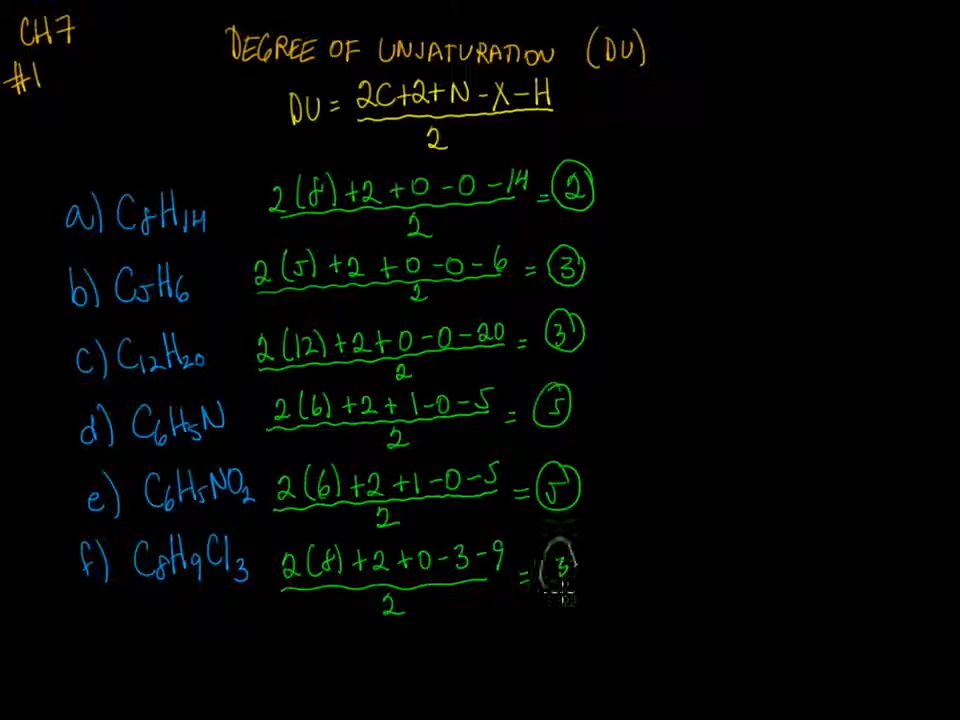 CH7
#1
DEGREE OF UNSATURATION (DU)
DU = 2C+2+N-X-H
2
a) C8H14 2(8)+2+0-0-14 = 2
2
b) C5H6 2(5)+2+0-0-6 = 3
2
c) C12H20 2(12)+2+0-0-20 = 3
2
d) C6H5N 2(6)+2+1-0-5 = 5
2
e) C6H5NO2 2(6)+2+1-0-5 = 5
2
f) C8H9Cl3 2(8)+2+0-3-9 = 3
2